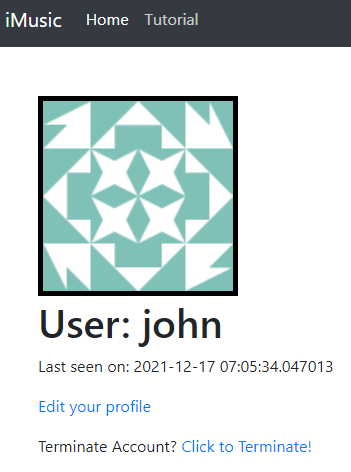 iMusic Home Tutorial
User: john
Last seen on: 2021-12-17 07:05:34.047013
Edit your profile
Terminate Account? Click to Terminate!